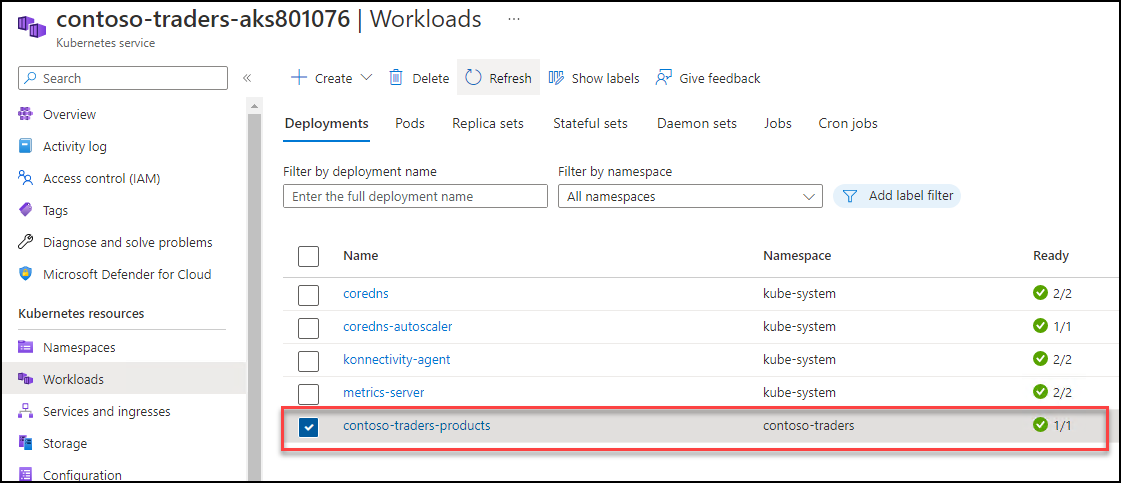 contoso-traders-aks801076 | Workloads ...
Kubernetes service
Search «
Create Delete Refresh Show labels Give feedback
Overview
Activity log
Access control (IAM)
Tags
Diagnose and solve problems
Microsoft Defender for Cloud
Kubernetes resources
Namespaces
Workloads
Services and ingresses
Storage
Configuration
Deployments Pods Replica sets Stateful sets Daemon sets Jobs Cron jobs
Filter by deployment name Filter by namespace
Enter the full deployment name All namespaces Add label filter
Name Namespace Ready
coredns kube-system 2/2
coredns-autoscaler kube-system 1/1
konnectivity-agent kube-system 2/2
metrics-server kube-system 2/2
contoso-traders-products contoso-traders 1/1